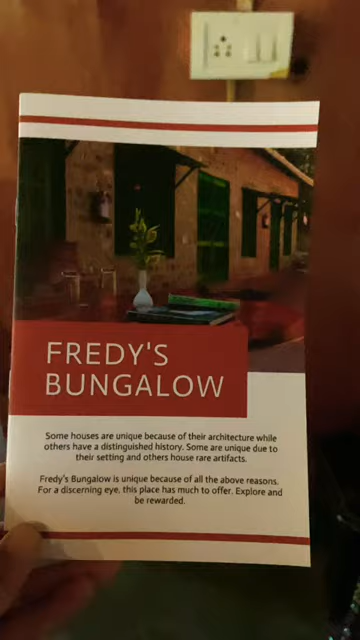 FREDY'S
BUNGALOW
Some houses are unique because of their architecture while
others have a distinguished history. Some are unique due to
their setting and others house rare artifacts.
Fredy's Bungalow is unique because of all the above reasons.
For a discerning eye, this place has much to offer. Explore and
be rewarded.